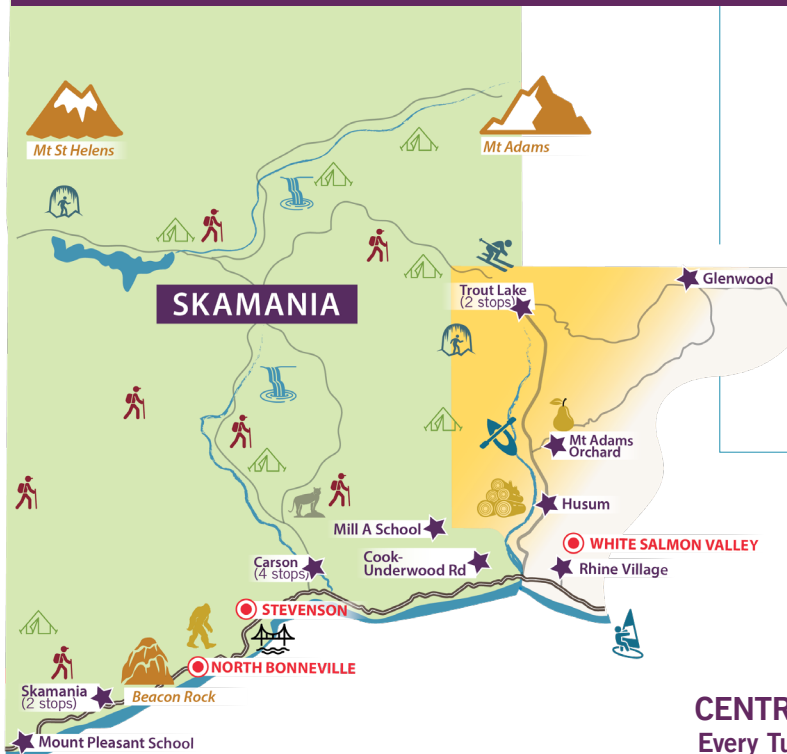 Mt St Helens
Mt Adams
SKAMANIA
Trout Lake
(2 stops)
Glenwood
Mt Adams
Orchard
Husum
Mill A School
WHITE SALMON VALLEY
Carson
(4 stops)
Cook-
Underwood Rd
Rhine Village
STEVENSON
NORTH BONNEVILLE
Skamania
(2 stops)
Beacon Rock
Mount Pleasant School
CENTR
Every Tu